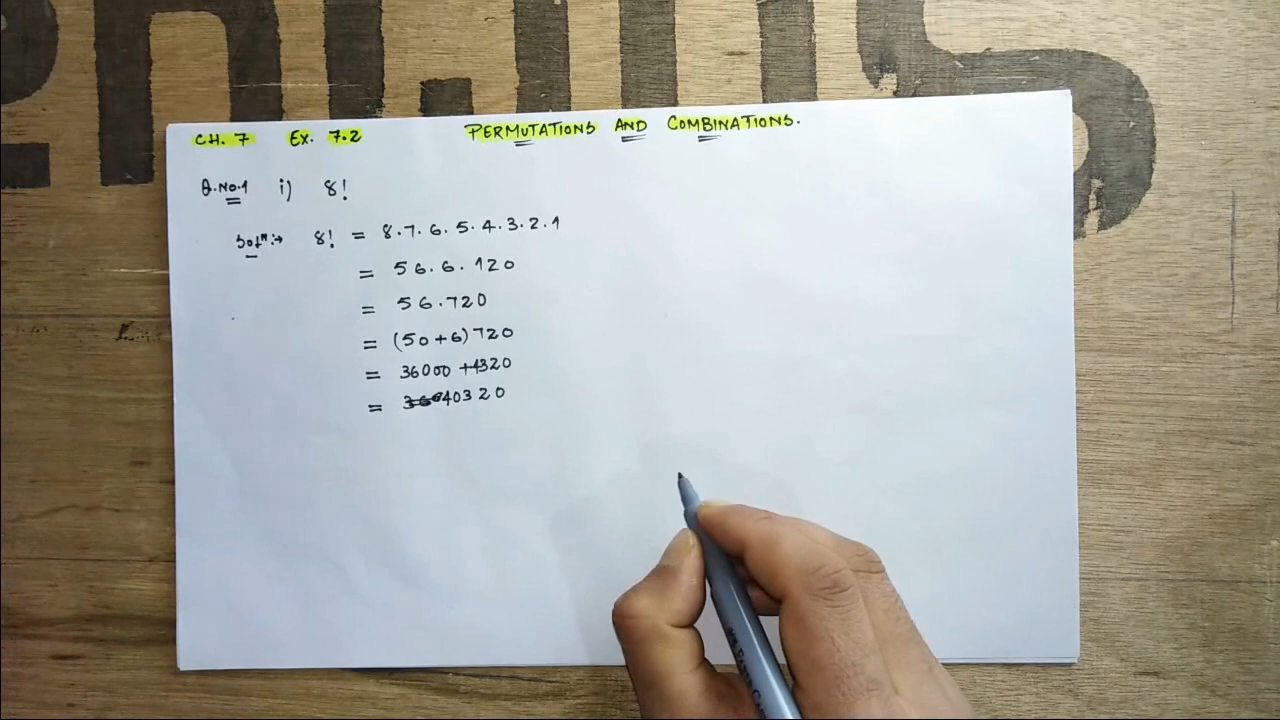 CH. 7 Ex. 7.2 PERMUTATIONS AND COMBINATIONS.
Q.NO.1 i) 8!
Solⁿ:→ 8! = 8.7.6.5.4.3.2.1
= 56.6.120
= 56.720
= (50+6)720
= 36000 +4320
= 40320